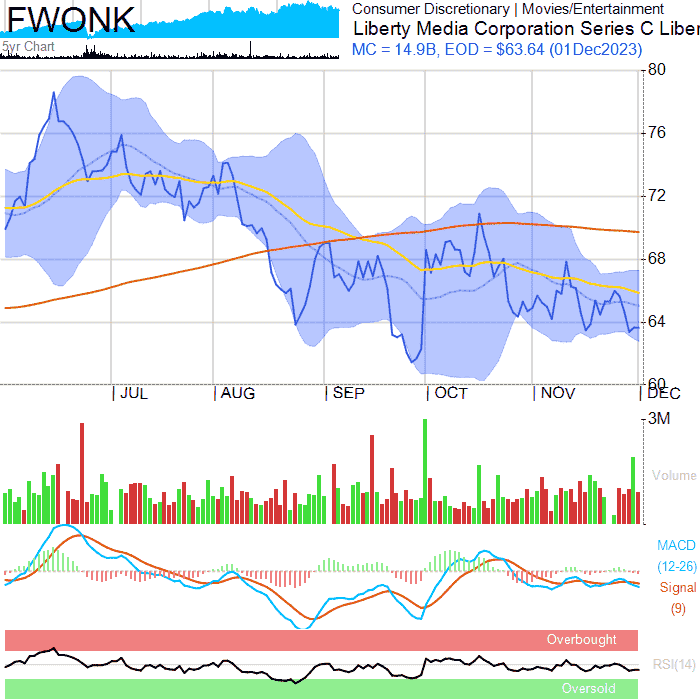 FWONK
5yr Chart
Consumer Discretionary | Movies/Entertainment
Liberty Media Corporation Series C Liber
MC = 14.9B, EOD = $63.64 (01Dec2023)
80
76
72
68
64
60
JUL AUG SEP OCT NOV DEC
3M
Volume
MACD
(12-26)
Signal
(9)
Overbought
RSI(14)
Oversold